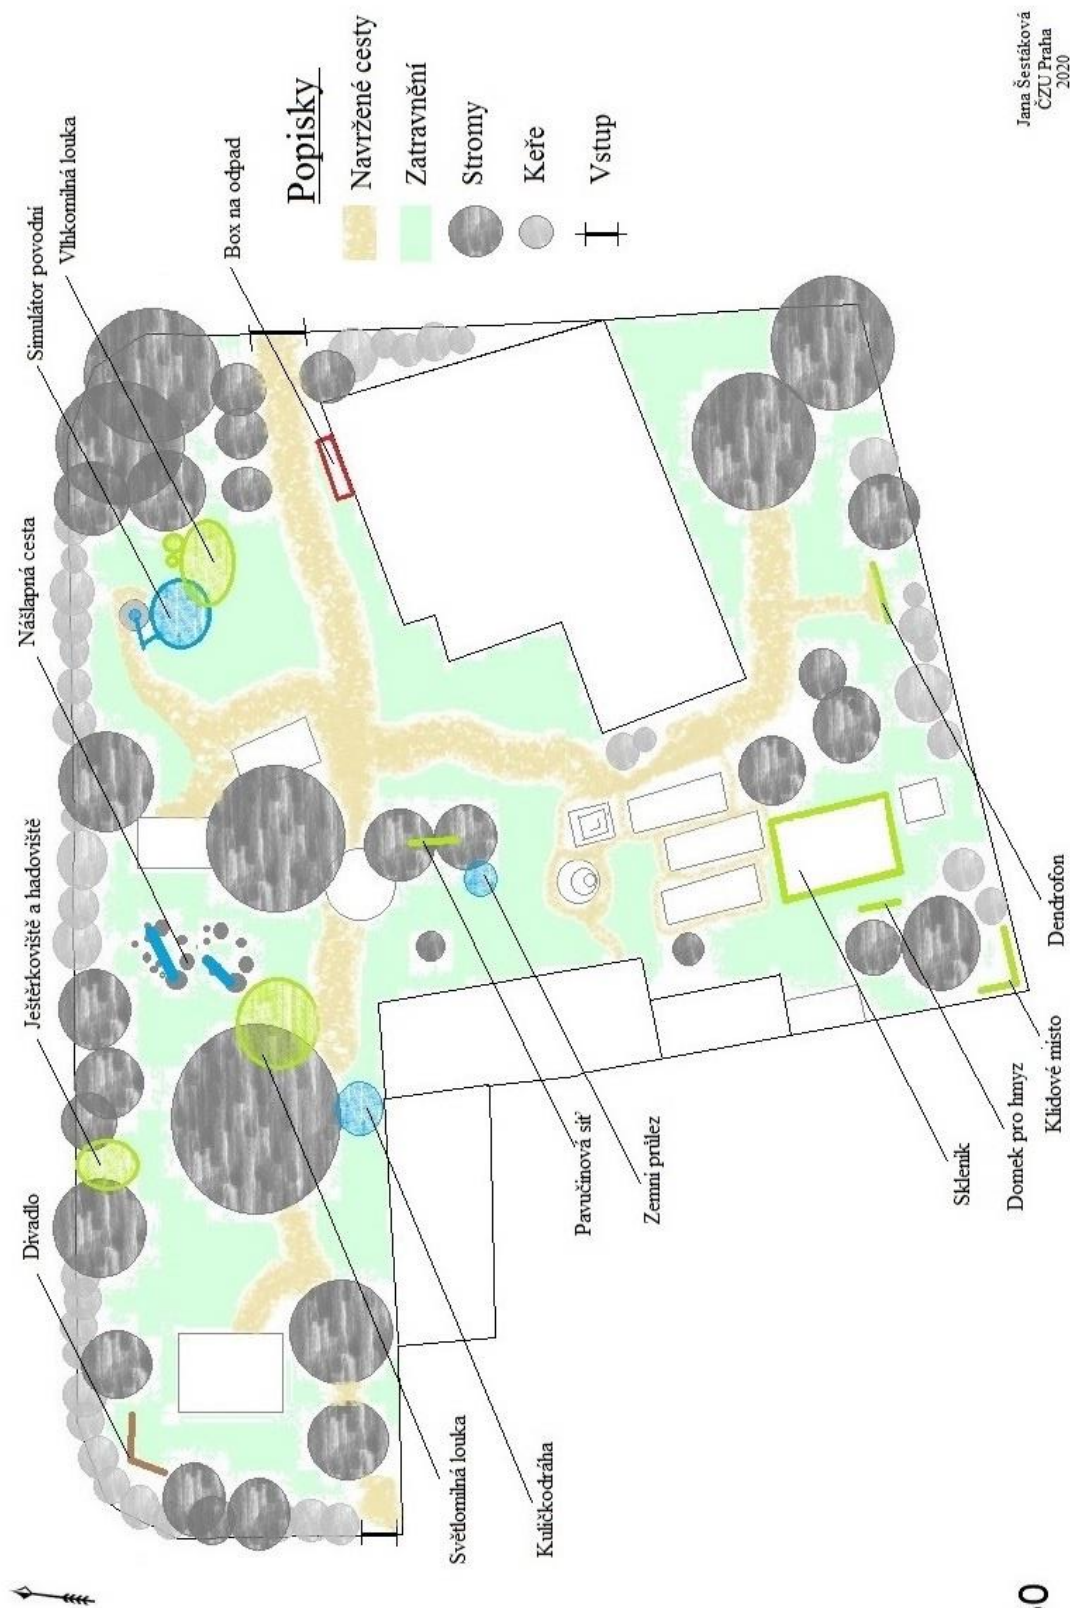 Divadlo
Ještěrkoviště a hadoviště
Nášlapná cesta
Simulátor povodní
Vlhkomilná louka
Box na odpad
Popisky
Navržené cesty
Zatravnění
Stromy
Keře
Vstup
Světlomilná louka
Kuličkodráha
Pavučinová síť
Zemní průlez
Skleník
Domek pro hmyz
Klidové místo
Dendrofon
Jana Šestáková
ČZU Praha
2020